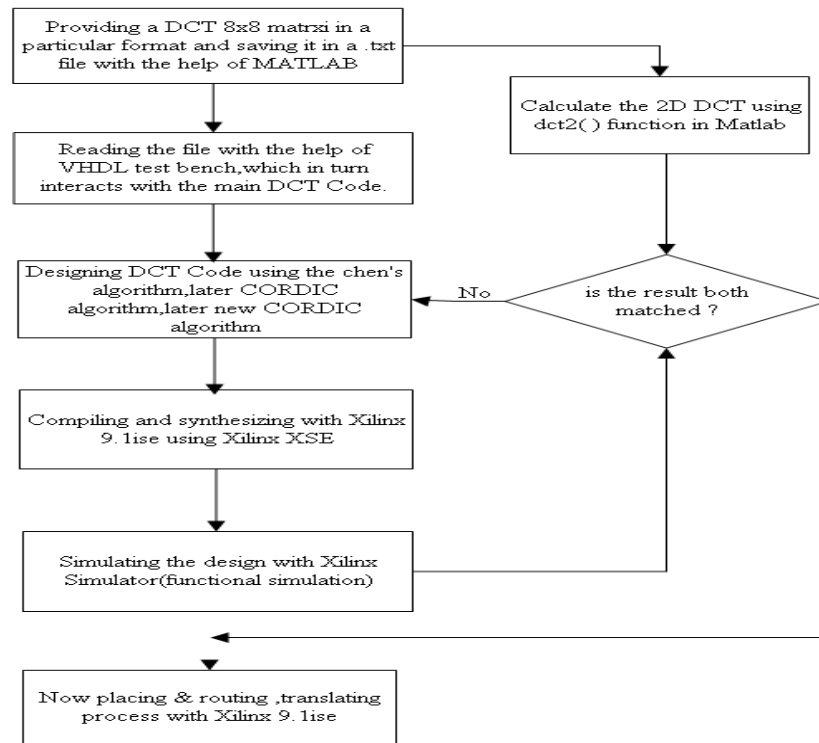 Providing a DCT 8x8 matrxi in a
particular format and saving it in a .txt
file with the help of MATLAB
Calculate the 2D DCT using
dct2( ) function in Matlab
Reading the file with the help of
VHDL test bench,which in turn
interacts with the main DCT Code.
Designing DCT Code using the chen's
algorithm,later CORDIC
algorithm,later new CORDIC
algorithm
No
is the result both
matched ?
Compiling and synthesizing with Xilinx
9.1ise using Xilinx XSE
Simulating the design with Xilinx
Simulator(functional simulation)
Now placing & routing ,translating
process with Xilinx 9.1ise